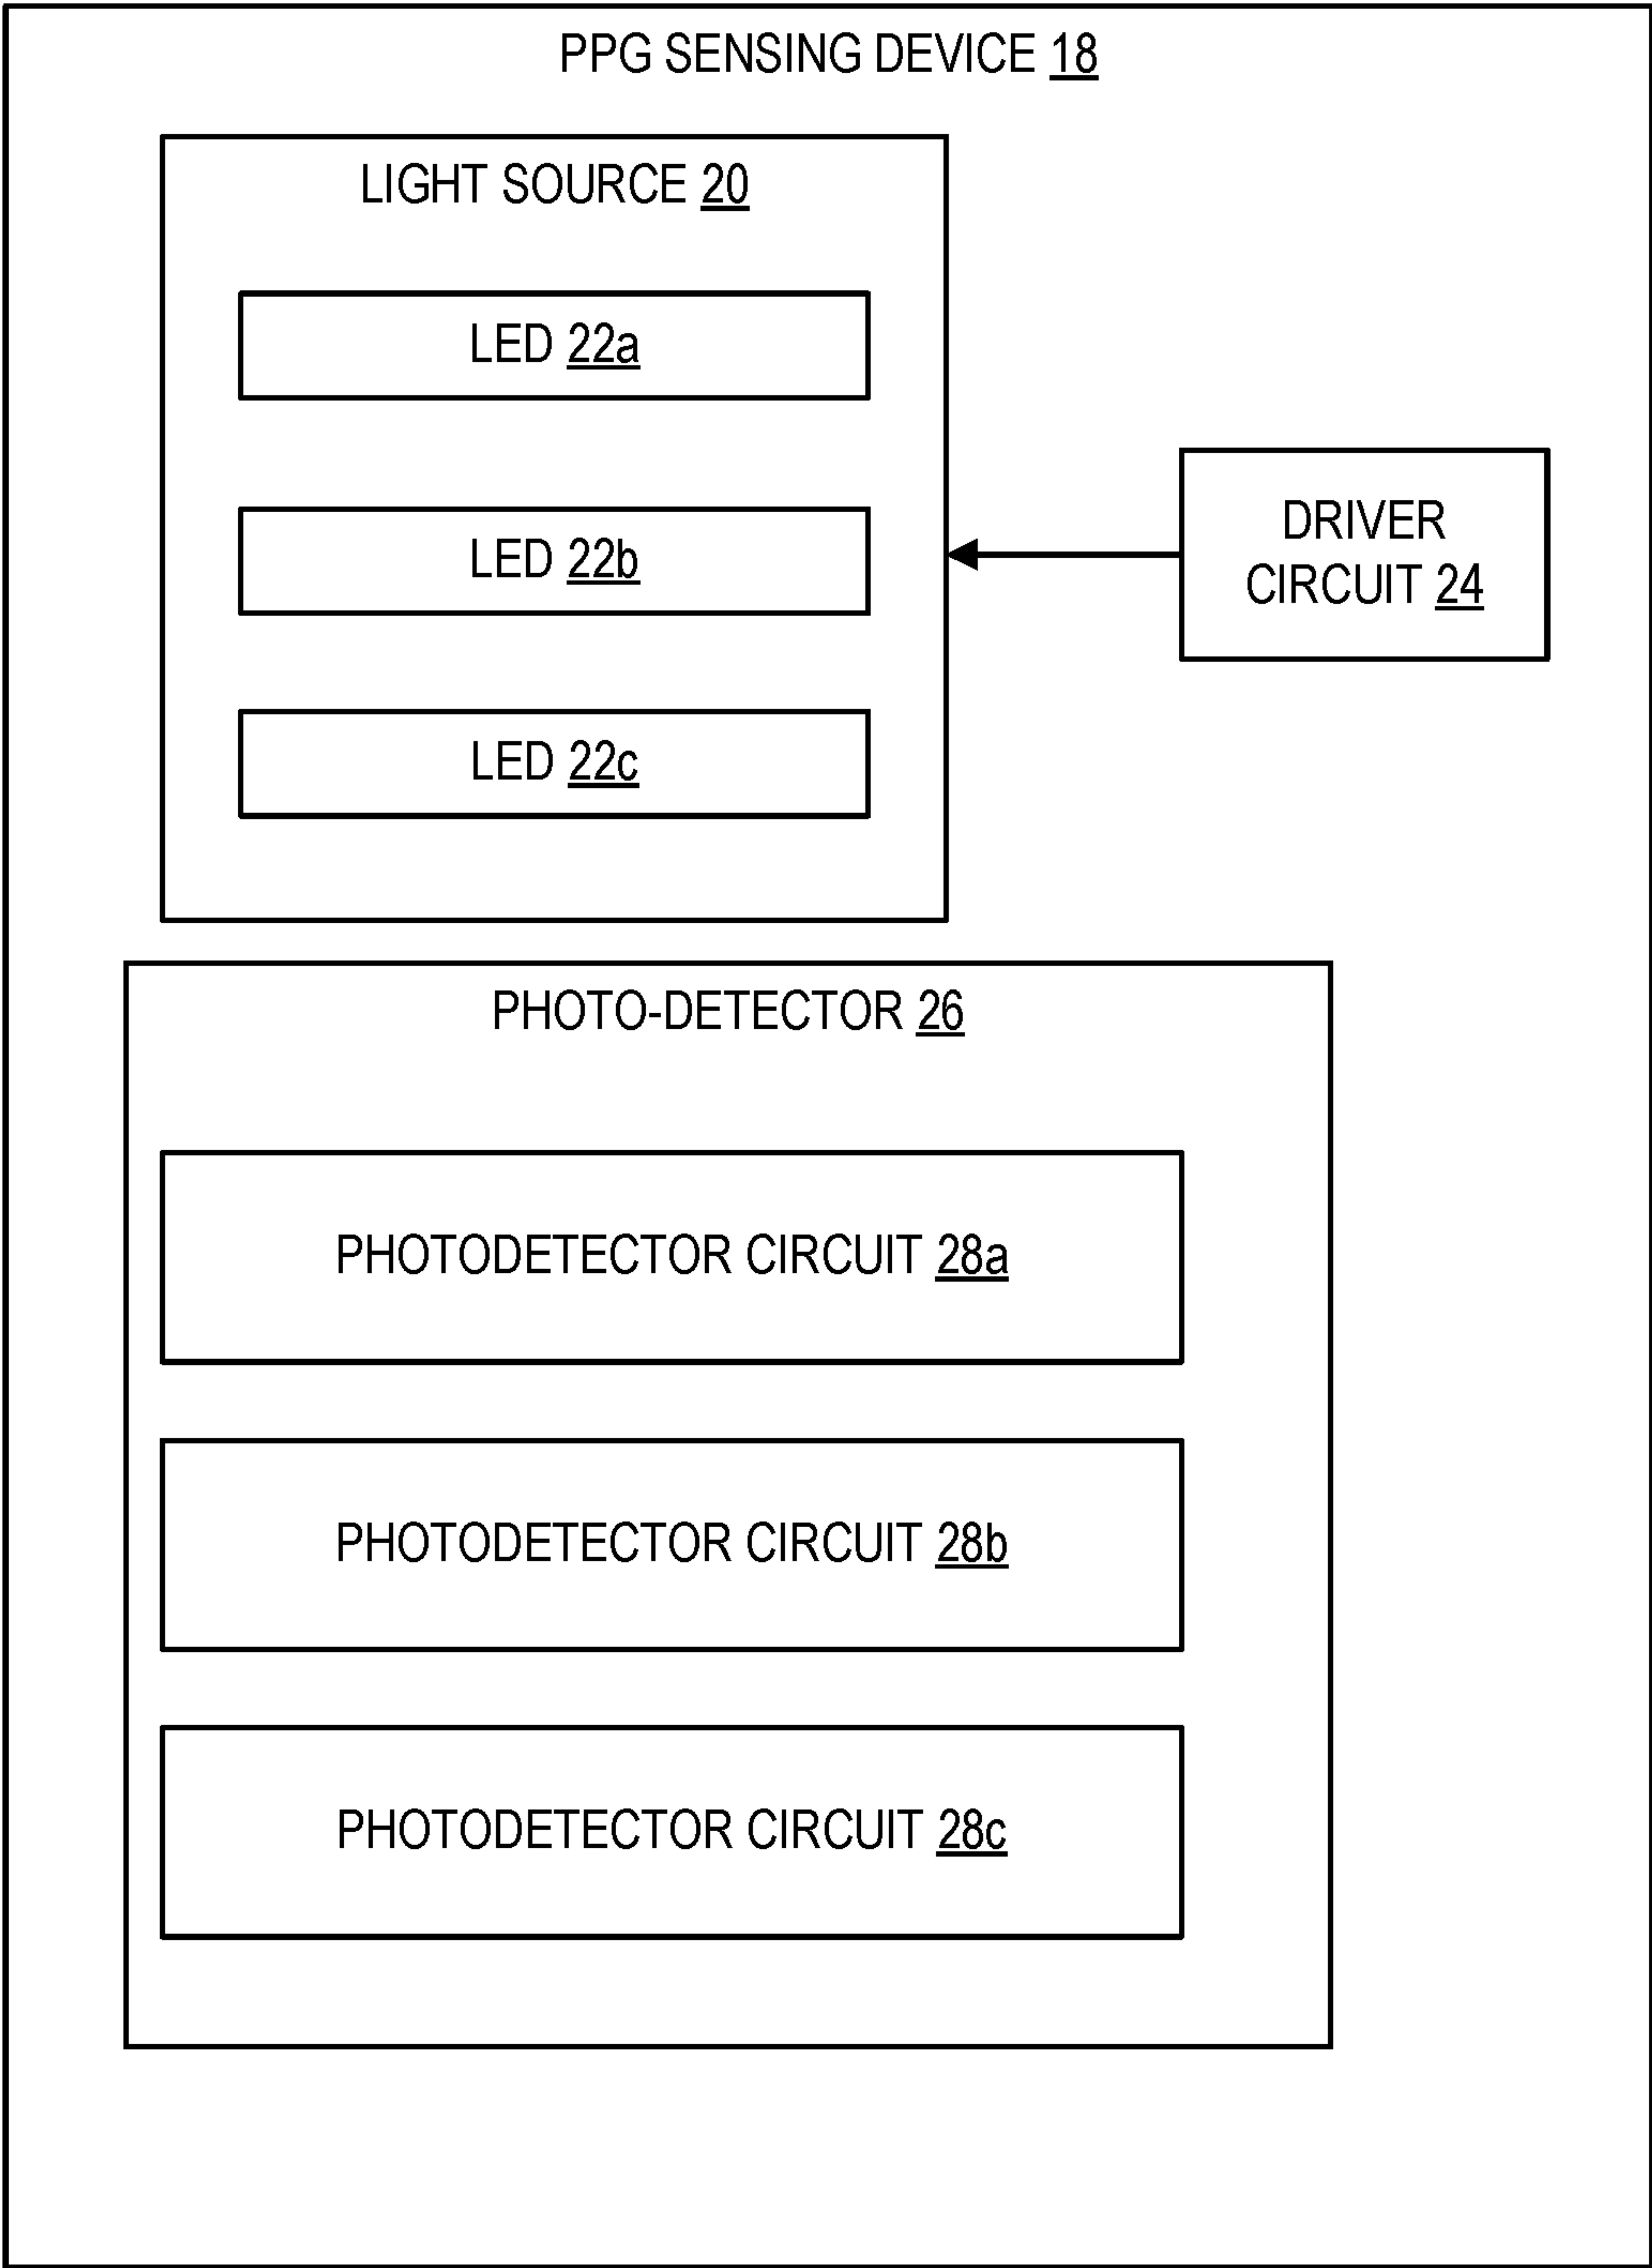 PPG SENSING DEVICE 18
LIGHT SOURCE 20
LED 22a
LED 22b
LED 22c
DRIVER
CIRCUIT 24
PHOTO-DETECTOR 26
PHOTODETECTOR CIRCUIT 28a
PHOTODETECTOR CIRCUIT 28b
PHOTODETECTOR CIRCUIT 28c